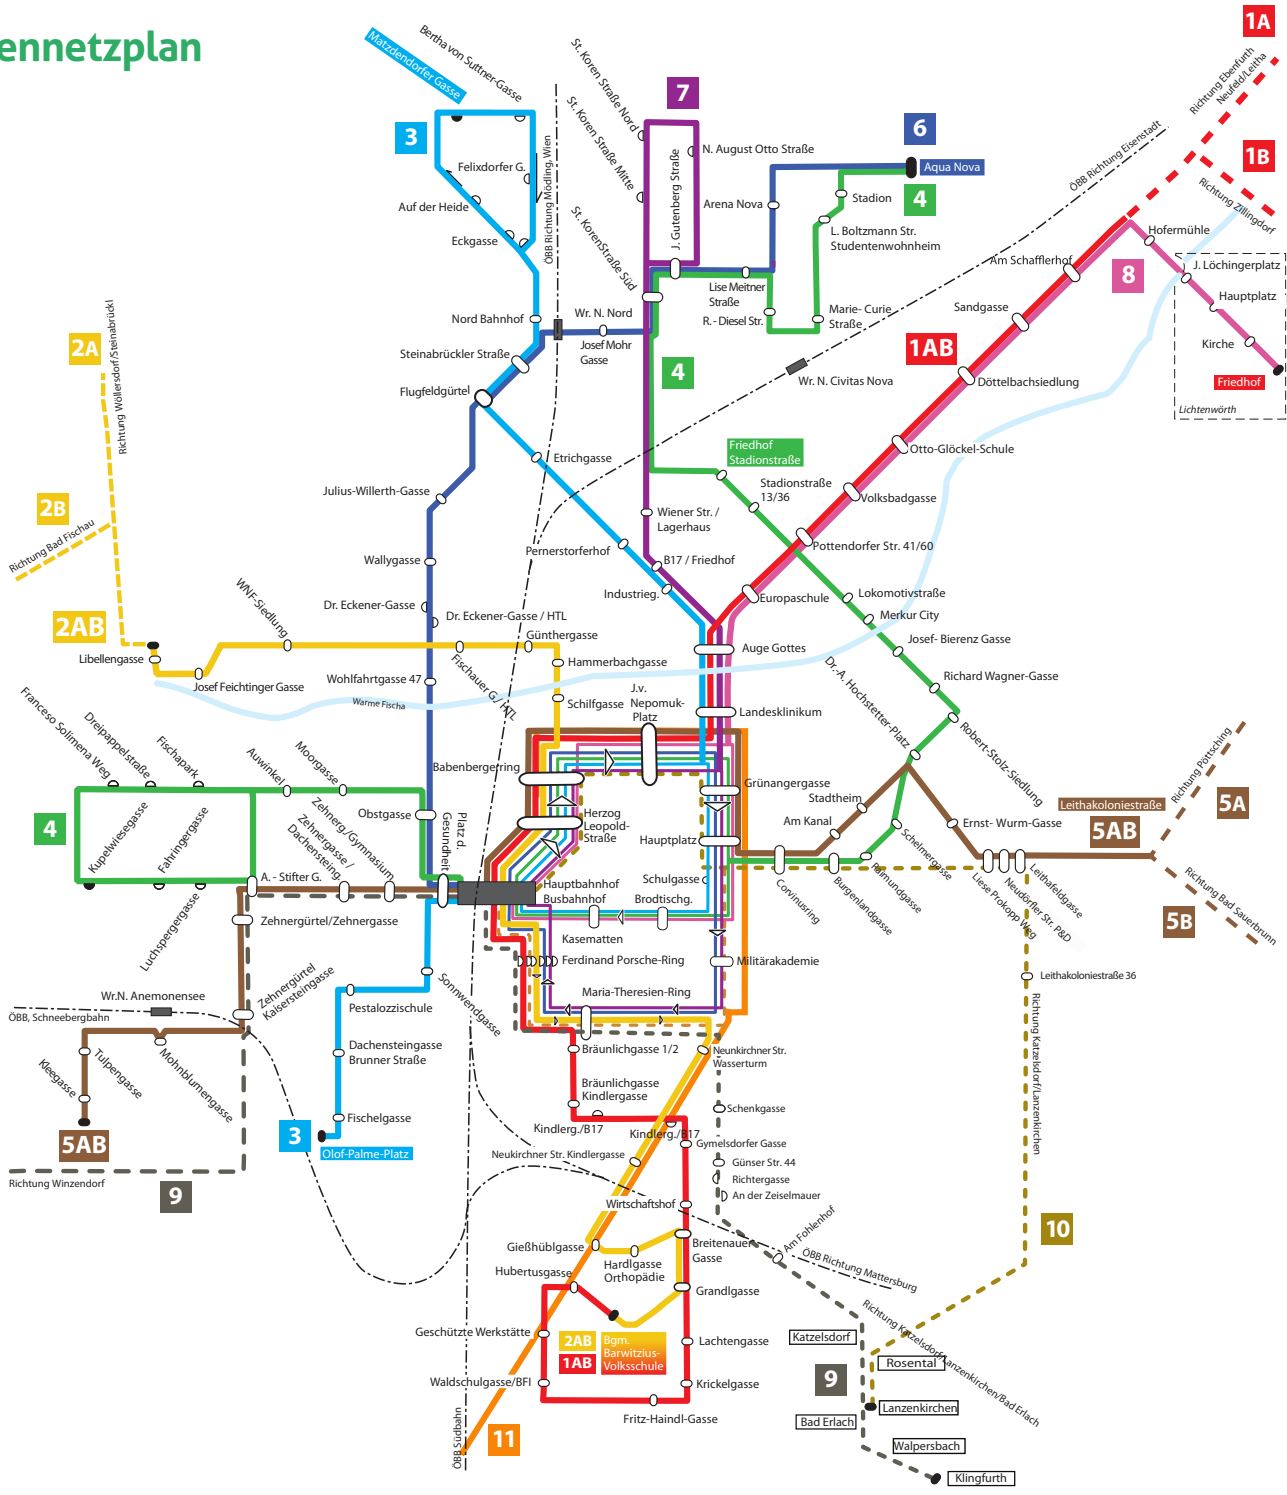 ennetzplan
1A
Richtung Ebenfurth
Neufeld/Leitha
1B
Richtung Zillingdorf
Matzdendorfer Gasse
Bertha von Suttner-Gasse
3
Felixdorfer G.
Auf der Heide
Eckgasse
Nord Bahnhof
Steinabrückler Straße
Flugfeldgürtel
ÖBB Richtung Mödling, Wien
St. Koren Straße Nord
St. Koren Straße Mitte
St. KorenStraße Süd
7
N. August Otto Straße
J. Gutenberg Straße
6
Aqua Nova
4
Arena Nova
Stadion
L. Boltzmann Str.
Studentenwohnheim
Lise Meitner
Straße
R.- Diesel Str.
Marie- Curie
Straße
Wr. N. Nord
Josef Mohr
Gasse
4
ÖBB Richtung Eisenstadt
Wr. N. Civitas Nova
Hofermühle
8
J. Löchingerplatz
Hauptplatz
Kirche
Friedhof
Lichtenwörth
Am Schafflerhof
Sandgasse
1AB
Döttelbachsiedlung
Otto-Glöckel-Schule
Volksbadgasse
Pottendorfer Str. 41/60
Europaschule
Auge Gottes
Landesklinikum
2A
Richtung Wöllersdorf/Steinabrückl
2B
Richtung Bad Fischau
2AB
Libellengasse
Josef Feichtinger Gasse
WNF-Siedlung
Fischauer G./ HTL
Günthergasse
Hammerbachgasse
Schilfgasse
Etrichgasse
Pernerstorferhof
Industrieg.
Julius-Willerth-Gasse
Wallygasse
Dr. Eckener-Gasse
Dr. Eckener-Gasse / HTL
Wohlfahrtgasse 47
Warme Fischa
Obstgasse
Platz d.
Gesundheit
Wiener Str. /
Lagerhaus
B17 / Friedhof
Friedhof
Stadionstraße
Stadionstraße
13/36
Lokomotivstraße
Merkur City
Josef- Bierenz Gasse
Richard Wagner-Gasse
Robert-Stolz-Siedlung
Dr.-A. Hochstetter-Platz
Stadtheim
Am Kanal
Schelmergasse
Raimundgasse
Burgenlandgasse
Corvinusring
Ernst- Wurm-Gasse
Liese Prokopp Weg
Neudörfler Str. P&D
Leihafeldgasse
Leithakoloniestraße
5AB
Richtung Pöttsching
5A
5B
Richtung Bad Sauerbrunn
Leithakoloniestraße 36
Richtung Katzelsdorf/Lanzenkirchen
10
Franceso Solimena Weg
Dreipappelstraße
Fischapark
Auwinkel
Moorgasse
4
Kupelwiesegasse
Fahringergasse
Luchspergergasse
A. - Stifter G.
Zehnergasse /
Dachensteing.
Zehnerg./Gymnasium
Zehnergürtel/Zehnergasse
Zehnergürtel
Kaisersteingasse
Wr.N. Anemonensee
ÖBB, Schneebergbahn
Kleegasse
Tulpengasse
Mohnblumengasse
5AB
Richtung Winzendorf
9
Pestalozzischule
Dachensteingasse
Brunner Straße
Fischelgasse
3
Olof-Palme-Platz
Sonnwendgasse
J.v.
Nepomuk-
Platz
Babenbergerring
Herzog
Leopold-
Straße
Grünangergasse
Hauptplatz
Schulgasse
Brodtischg.
Hauptbahnhof
Busbahnhof
Kasematten
Ferdinand Porsche-Ring
Militärakademie
Maria-Theresien-Ring
Bräunlichgasse 1/2
Bräunlichgasse
Kindlergasse
Kindlerg./B17
Kindlerg./B17
Neunkirchner Str.
Wasserturm
Schenkgasse
Gymelsdorfer Gasse
Günser Str. 44
Richtergasse
An der Zeiselmauer
Neukirchner Str. Kindlergasse
Wirtschaftshof
Gießhüblgasse
Hardlgasse
Orthopädie
Breitenauer
Gasse
Grandlgasse
Hubertusgasse
Geschützte Werkstätte
2AB
1AB
Bgm.
Barwitzius-
Volksschule
Lachtengasse
Waldschulgasse/BFI
Krickelgasse
Fritz-Haindl-Gasse
11
ÖBB Südbahn
Am Fohlenhof
ÖBB Richtung Mattersburg
Richtung Katzelsdorf/Lanzenkirchen/Bad Erlach
Katzelsdorf
9
Rosental
Lanzenkirchen
Bad Erlach
Walpersbach
Klingfurth